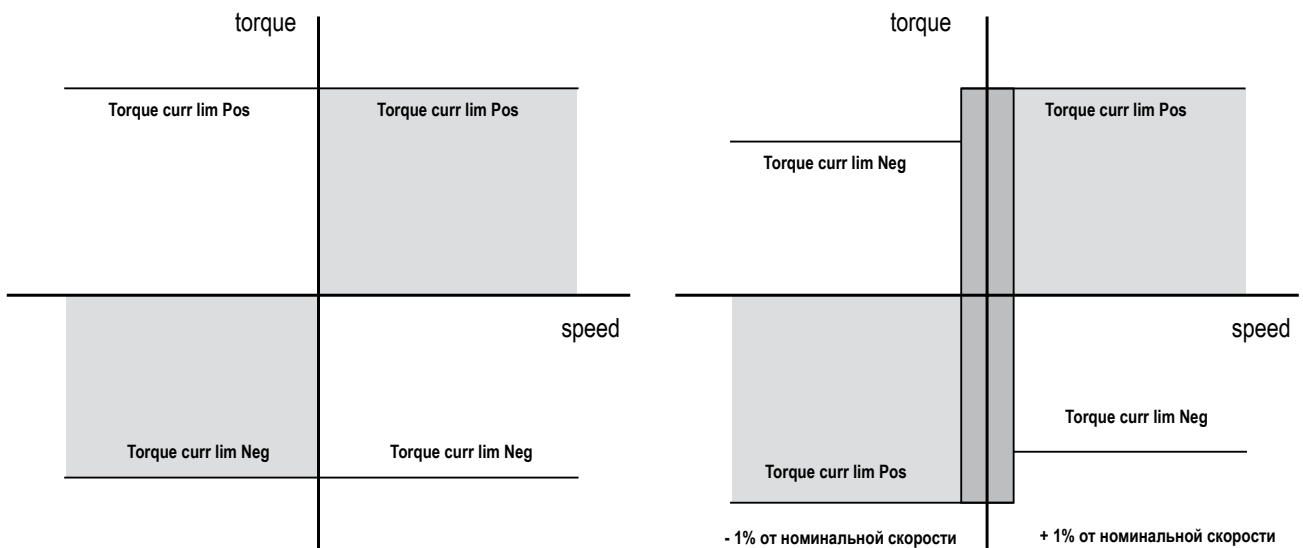 torque
Torque curr lim Pos
Torque curr lim Pos
speed
Torque curr lim Neg
Torque curr lim Neg
torque
Torque curr lim Pos
Torque curr lim Neg
speed
Torque curr lim Neg
Torque curr lim Pos
- 1% от номинальной скорости
+ 1% от номинальной скорости